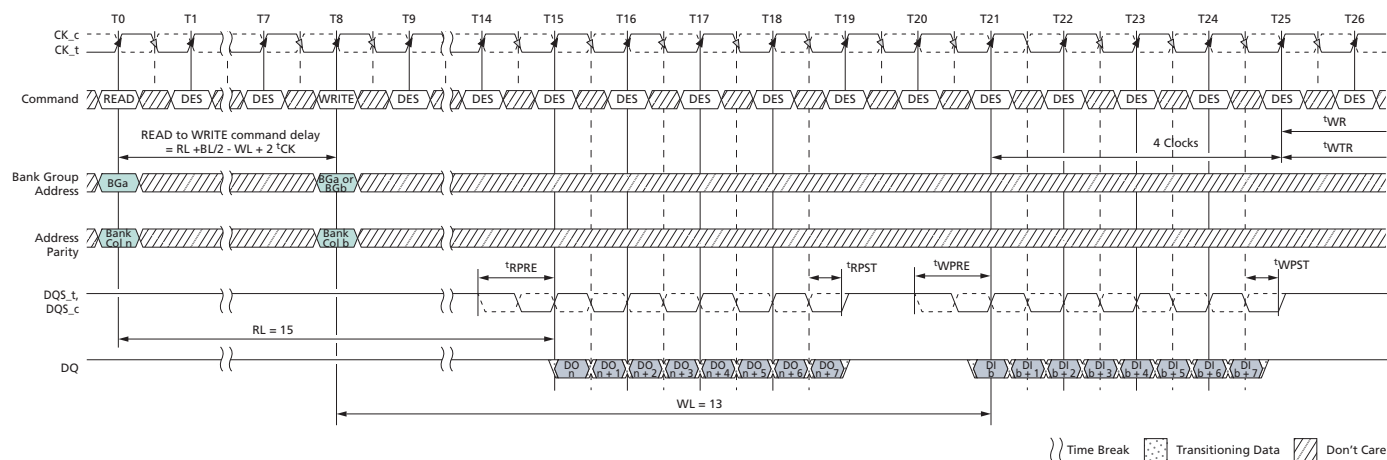 T0 T1 T7 T8 T9 T14 T15 T16 T17 T18 T19 T20 T21 T22 T23 T24 T25 T26
CK_c
CK_t
Command READ DES DES WRITE DES DES DES DES DES DES DES DES DES DES DES DES DES DES
tWR
READ to WRITE command delay
= RL +BL/2 - WL + 2 tCK
4 Clocks
tWTR
Bank Group
Address
BGa
BGa or
BGb
Address
Parity
Bank
Col n
Bank
Col b
tRPRE tRPST tWPRE tWPST
DQS_t,
DQS_c
RL = 15
DQ
DO
n
DO
n + 1
DO
n + 2
DO
n + 3
DO
n + 4
DO
n + 5
DO
n + 6
DO
n + 7
DI
b
DI
b + 1
DI
b + 2
DI
b + 3
DI
b + 4
DI
b + 5
DI
b + 6
DI
b + 7
WL = 13
Time Break Transitioning Data Don't Care